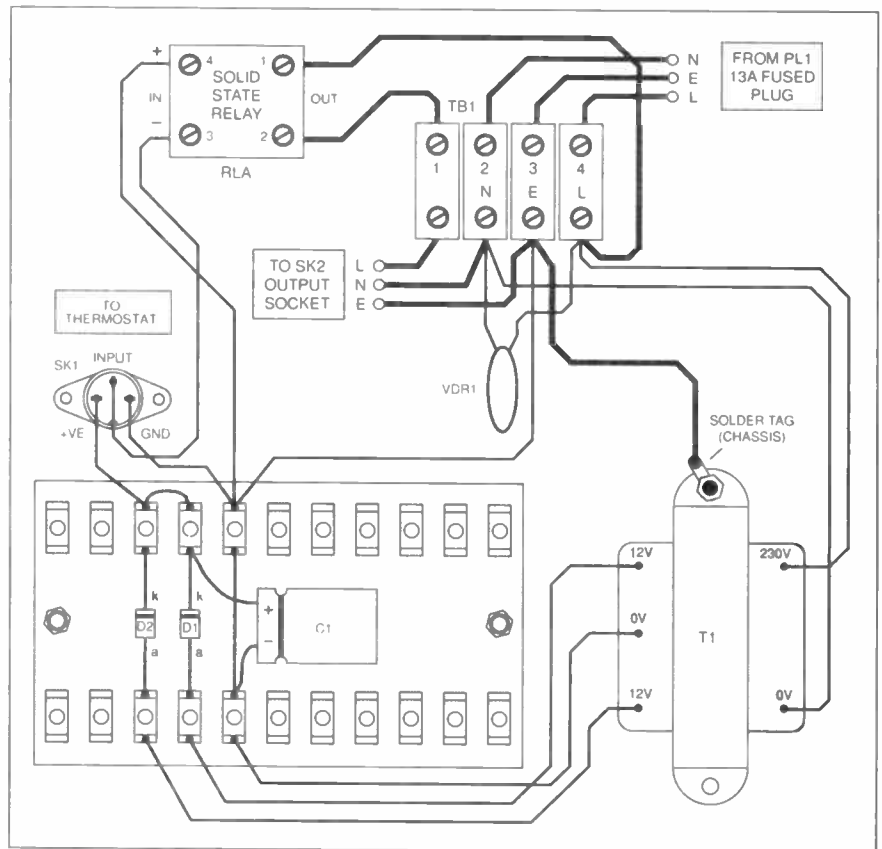 +
4
1
SOLID
STATE
RELAY
IN
OUT
−
3
2
RLA
N
E
L
FROM PL1
13A FUSED
PLUG
TB1
1
2
3
4
N
E
L
TO SK2
OUTPUT
SOCKET
L
N
E
TO
THERMOSTAT
SK1
INPUT
+VE
GND
VDR1
SOLDER TAG
(CHASSIS)
k
k
D2
D1
a
a
+
−
C1
12V
0V
12V
230V
0V
T1